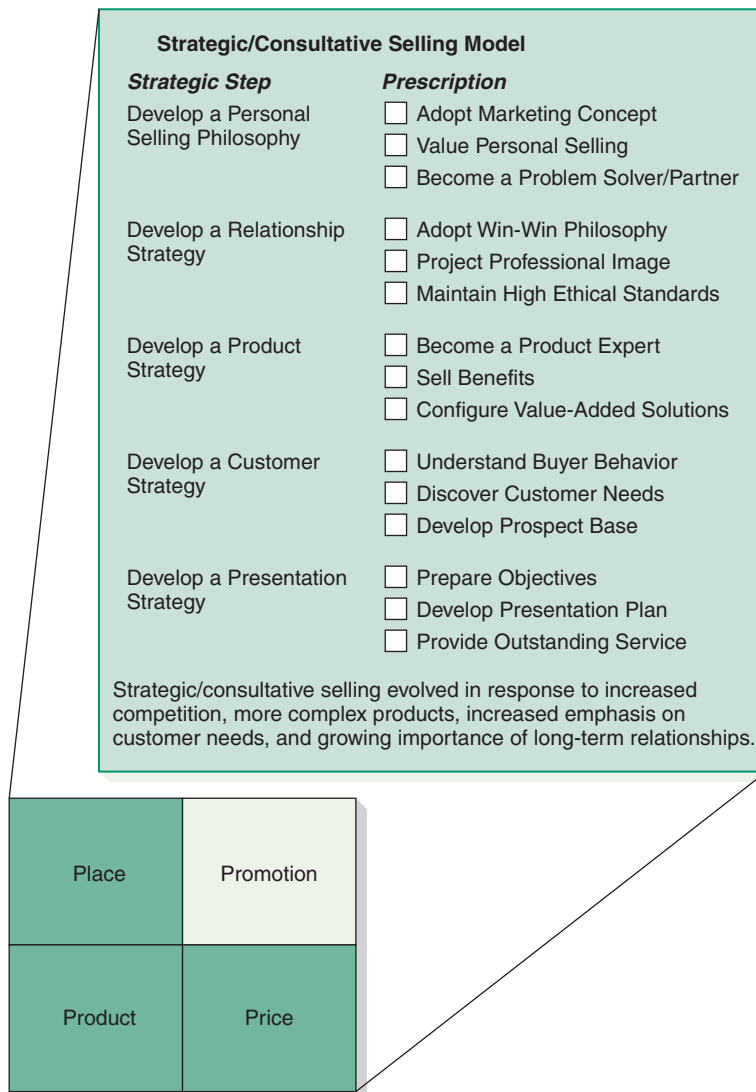 Strategic/Consultative Selling Model
Strategic Step
Prescription
Develop a Personal
Selling Philosophy
Adopt Marketing Concept
Value Personal Selling
Become a Problem Solver/Partner
Develop a Relationship
Strategy
Adopt Win-Win Philosophy
Project Professional Image
Maintain High Ethical Standards
Develop a Product
Strategy
Become a Product Expert
Sell Benefits
Configure Value-Added Solutions
Develop a Customer
Strategy
Understand Buyer Behavior
Discover Customer Needs
Develop Prospect Base
Develop a Presentation
Strategy
Prepare Objectives
Develop Presentation Plan
Provide Outstanding Service
Strategic/consultative selling evolved in response to increased
competition, more complex products, increased emphasis on
customer needs, and growing importance of long-term relationships.
Place
Promotion
Product
Price